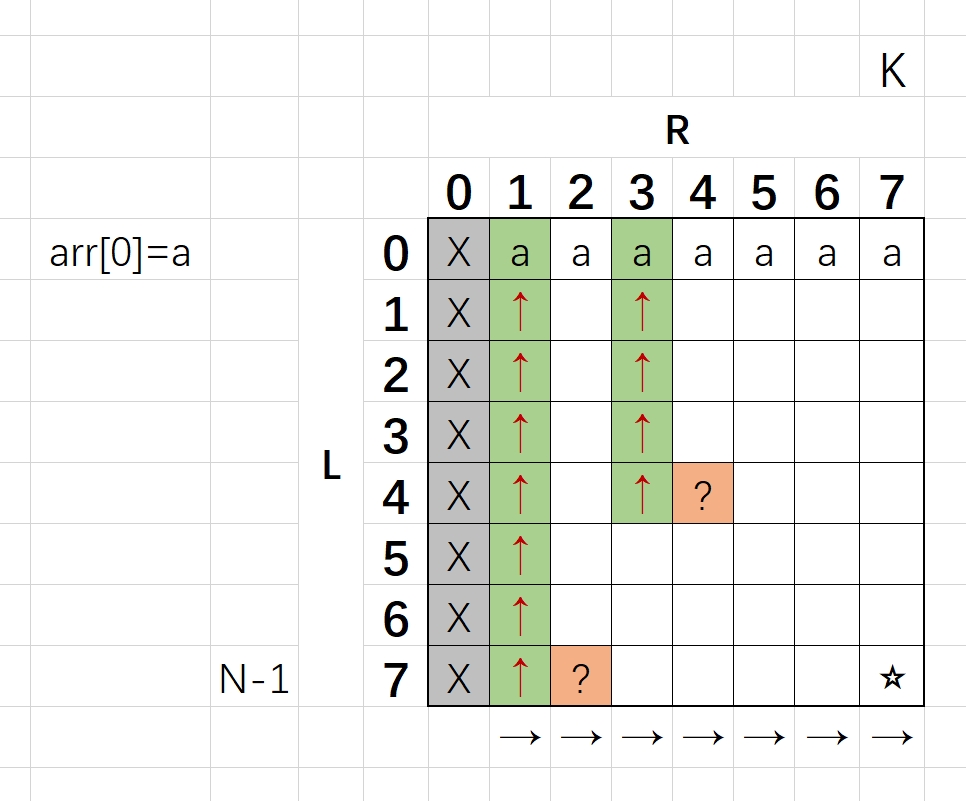 K
R
0 1 2 3 4 5 6 7
arr[0]=a 0 X a a a a a a a
1 X ↑ ↑
2 X ↑ ↑
3 X ↑ ↑
L
4 X ↑ ↑ ?
5 X ↑
6 X ↑
N-1 7 X ↑ ? ☆
→ → → → → → →